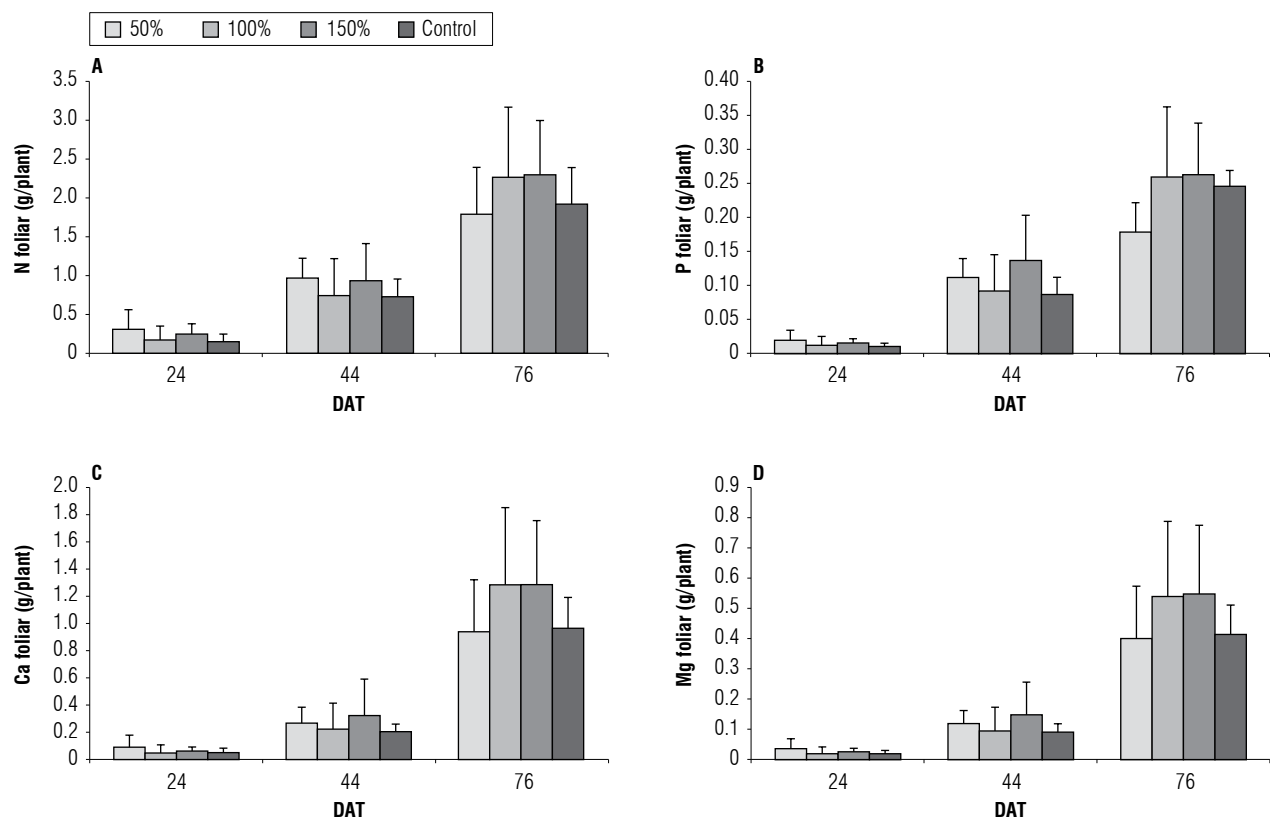 50% 100% 150% Control
A
N foliar (g/plant)
3.5
3.0
2.5
2.0
1.5
1.0
0.5
0
24 44 76
DAT
B
P foliar (g/plant)
0.40
0.35
0.30
0.25
0.20
0.15
0.10
0.05
0
24 44 76
DAT
C
Ca foliar (g/plant)
2.0
1.8
1.6
1.4
1.2
1.0
0.8
0.6
0.4
0.2
0
24 44 76
DAT
D
Mg foliar (g/plant)
0.9
0.8
0.7
0.6
0.5
0.4
0.3
0.2
0.1
0
24 44 76
DAT